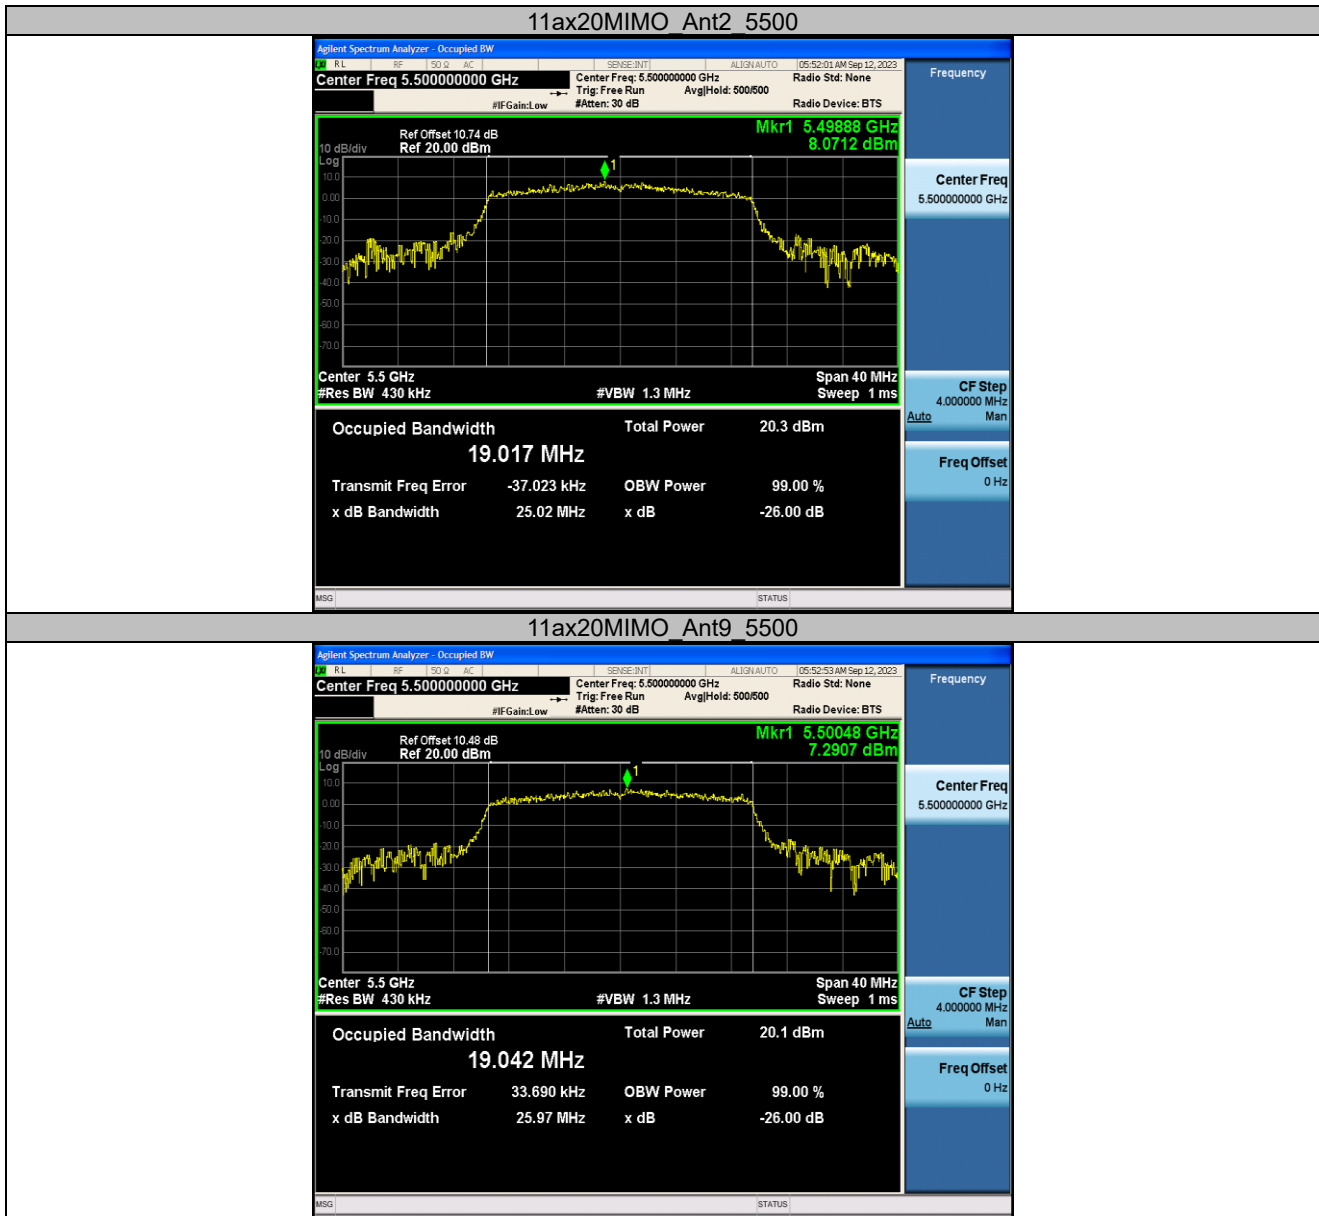 11ax20MIMO_Ant2_5500
Agilent Spectrum Analyzer - Occupied BW
RL RF 50 Ω AC SENSE:INT ALIGN AUTO 05:52:01 AM Sep 12, 2023
Center Freq 5.500000000 GHz
Center Freq: 5.500000000 GHz Radio Std: None
Trig: Free Run Avg|Hold: 500/500
#IFGain:Low #Atten: 30 dB Radio Device: BTS
Frequency
Mkr1 5.49888 GHz
8.0712 dBm
Ref Offset 10.74 dB
10 dB/div Ref 20.00 dBm
Log
1
10.0
0.00
-10.0
-20.0
-30.0
-40.0
-50.0
-60.0
-70.0
Center 5.5 GHz Span 40 MHz
#Res BW 430 kHz #VBW 1.3 MHz Sweep 1 ms
Center Freq
5.500000000 GHz
CF Step
4.000000 MHz
Auto Man
Freq Offset
0 Hz
Occupied Bandwidth Total Power 20.3 dBm
19.017 MHz
Transmit Freq Error -37.023 kHz OBW Power 99.00 %
x dB Bandwidth 25.02 MHz x dB -26.00 dB
MSG STATUS
11ax20MIMO_Ant9_5500
Agilent Spectrum Analyzer - Occupied BW
RL RF 50 Ω AC SENSE:INT ALIGN AUTO 05:52:53 AM Sep 12, 2023
Center Freq 5.500000000 GHz
Center Freq: 5.500000000 GHz Radio Std: None
Trig: Free Run Avg|Hold: 500/500
#IFGain:Low #Atten: 30 dB Radio Device: BTS
Frequency
Mkr1 5.50048 GHz
7.2907 dBm
Ref Offset 10.48 dB
10 dB/div Ref 20.00 dBm
Log
1
10.0
0.00
-10.0
-20.0
-30.0
-40.0
-50.0
-60.0
-70.0
Center 5.5 GHz Span 40 MHz
#Res BW 430 kHz #VBW 1.3 MHz Sweep 1 ms
Center Freq
5.500000000 GHz
CF Step
4.000000 MHz
Auto Man
Freq Offset
0 Hz
Occupied Bandwidth Total Power 20.1 dBm
19.042 MHz
Transmit Freq Error 33.690 kHz OBW Power 99.00 %
x dB Bandwidth 25.97 MHz x dB -26.00 dB
MSG STATUS